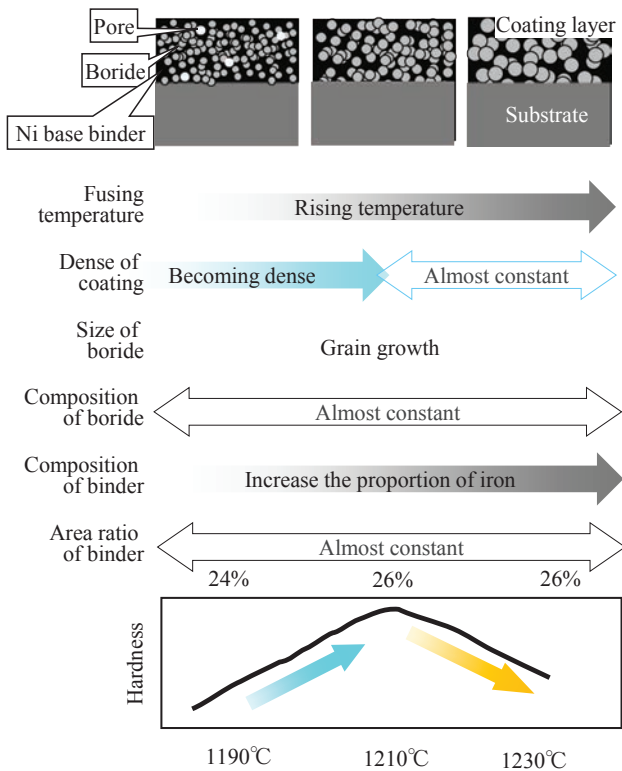 Pore
Boride
Ni base binder
Coating layer
Substrate
Fusing
temperature
Rising temperature
Dense of
coating
Becoming dense
Almost constant
Size of
boride
Grain growth
Composition
of boride
Almost constant
Composition
of binder
Increase the proportion of iron
Area ratio
of binder
Almost constant
24%
26%
26%
Hardness
1190℃
1210℃
1230℃